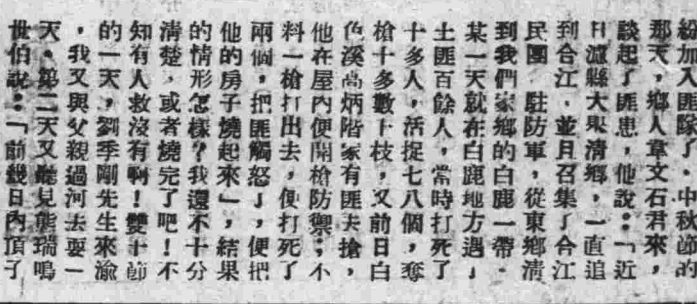 紛加入匪隊了。中秋節的
那天，鄉人章文石君來，
談起了匪患，他說：「近
日瀘縣大舉清鄉，一直追
到合江，並且召集了合江
民團 駐防軍，從東鄉清
到我們家鄉的白鹿一帶。
某一天就在白鹿地方遇」
土匪百餘人，當時打死了
十多人，活捉七八個，奪
槍十多數十枝，又前日白
色溪高炳階家有匪夫搶，
他在屋內便開槍防禦；不
料一槍打出去，便打死了
兩個，把匪觸怒了，便把
他的房子燒起來」，結果
的情形怎樣？我還不十分
清楚，或者燒完了吧！不
知有人救沒有啊！雙十節
的一天，劉季剛先生來渝
，我又與父親過河去耍一
天。第二天又聽見熊瑞鳴
世伯說：「前幾日內頂了